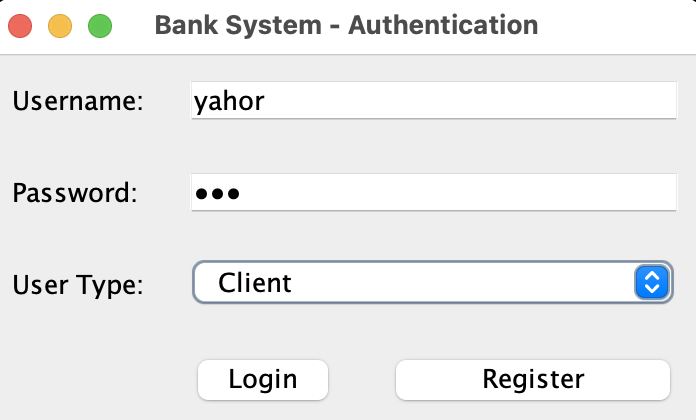 Bank System - Authentication
Username: yahor
Password: •••
User Type: Client
Login Register